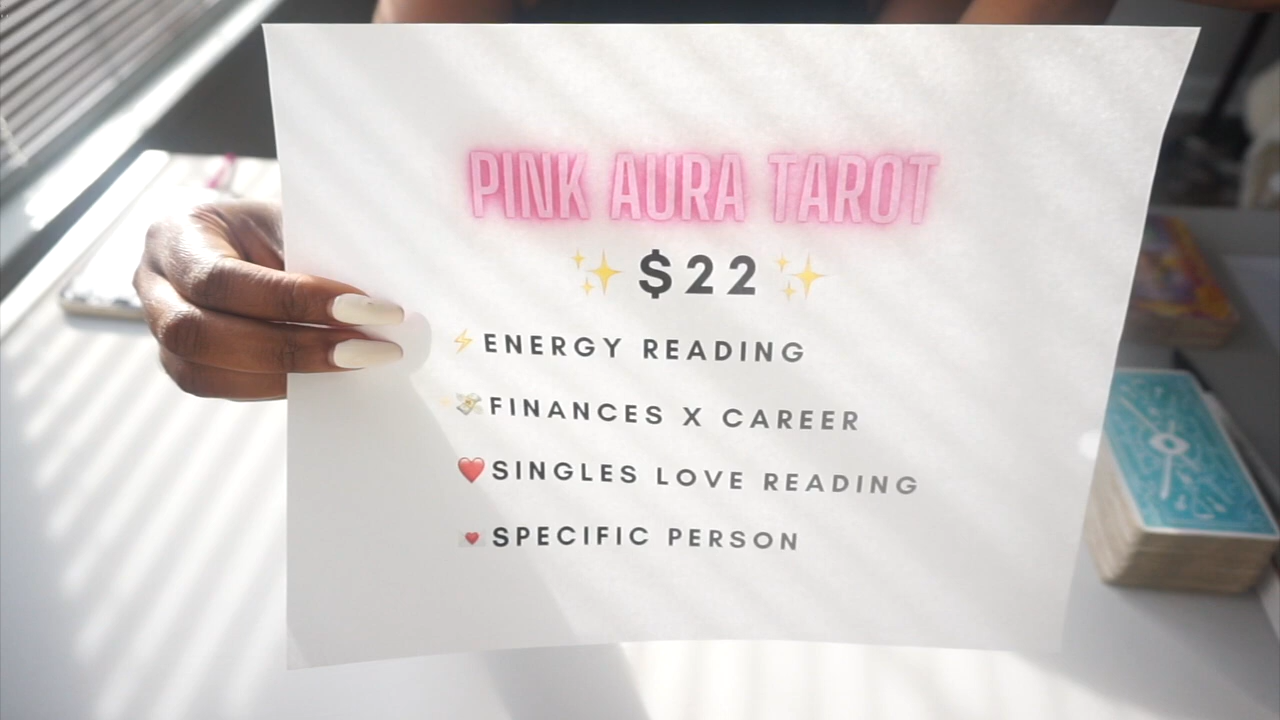 PINK AURA TAROT
✨ $22 ✨
⚡ENERGY READING
💸FINANCES X CAREER
❤️SINGLES LOVE READING
💌SPECIFIC PERSON